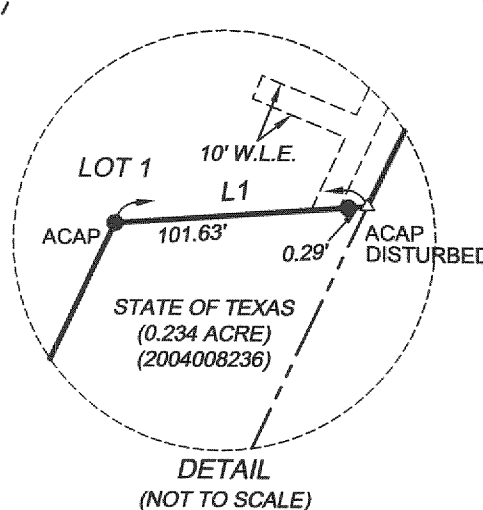 10' W.L.E.
LOT 1
L1
ACAP
101.63'
0.29'
ACAP
DISTURBED
STATE OF TEXAS
(0.234 ACRE)
(2004008236)
DETAIL
(NOT TO SCALE)